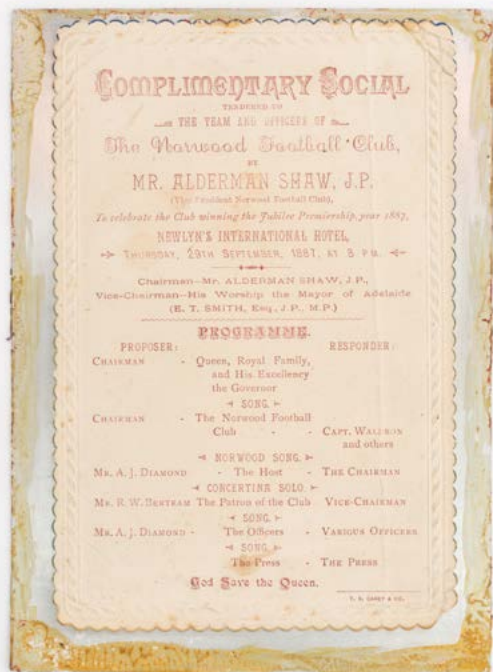 COMPLIMENTARY SOCIAL
TENDERED TO
THE TEAM AND OFFICERS OF
The Norwood Football Club,
BY
MR. ALDERMAN SHAW, J.P.
(Vice-President Norwood Football Club),
To celebrate the Club winning the Jubilee Premiership, year 1887,
NEWLYN'S INTERNATIONAL HOTEL,
THURSDAY, 29TH SEPTEMBER, 1887, AT 8 P.M.
Chairman—Mr. ALDERMAN SHAW, J.P.,
Vice-Chairman—His Worship the Mayor of Adelaide
(E. T. SMITH, Esq., J.P., M.P.)
PROGRAMME.
PROPOSER: RESPONDER:
CHAIRMAN - Queen, Royal Family,
and His Excellency
the Governor
SONG.
CHAIRMAN - The Norwood Football
Club - - CAPT. WALDRON
and others
NORWOOD SONG.
MR. A. J. DIAMOND - The Host - THE CHAIRMAN
CONCERTINA SOLO.
MR. R. W. BERTRAM The Patron of the Club VICE-CHAIRMAN
SONG.
MR. A. J. DIAMOND - The Officers - VARIOUS OFFICERS
SONG.
The Press - THE PRESS
God Save the Queen.
CAREY & CO.